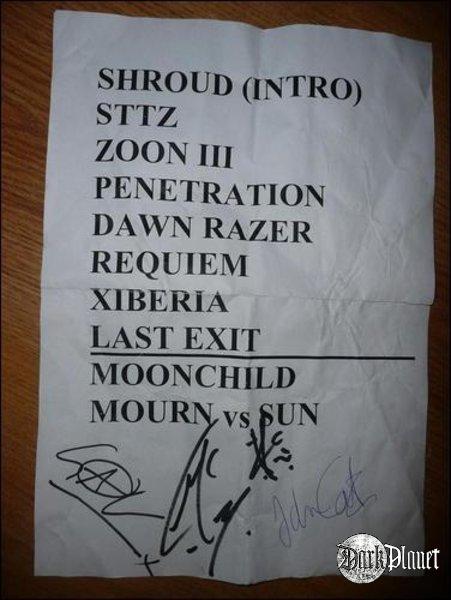 SHROUD (INTRO)
STTZ
ZOON III
PENETRATION
DAWN RAZER
REQUIEM
XIBERIA
LAST EXIT
MOONCHILD
MOURN vs SUN
DarkPlanet